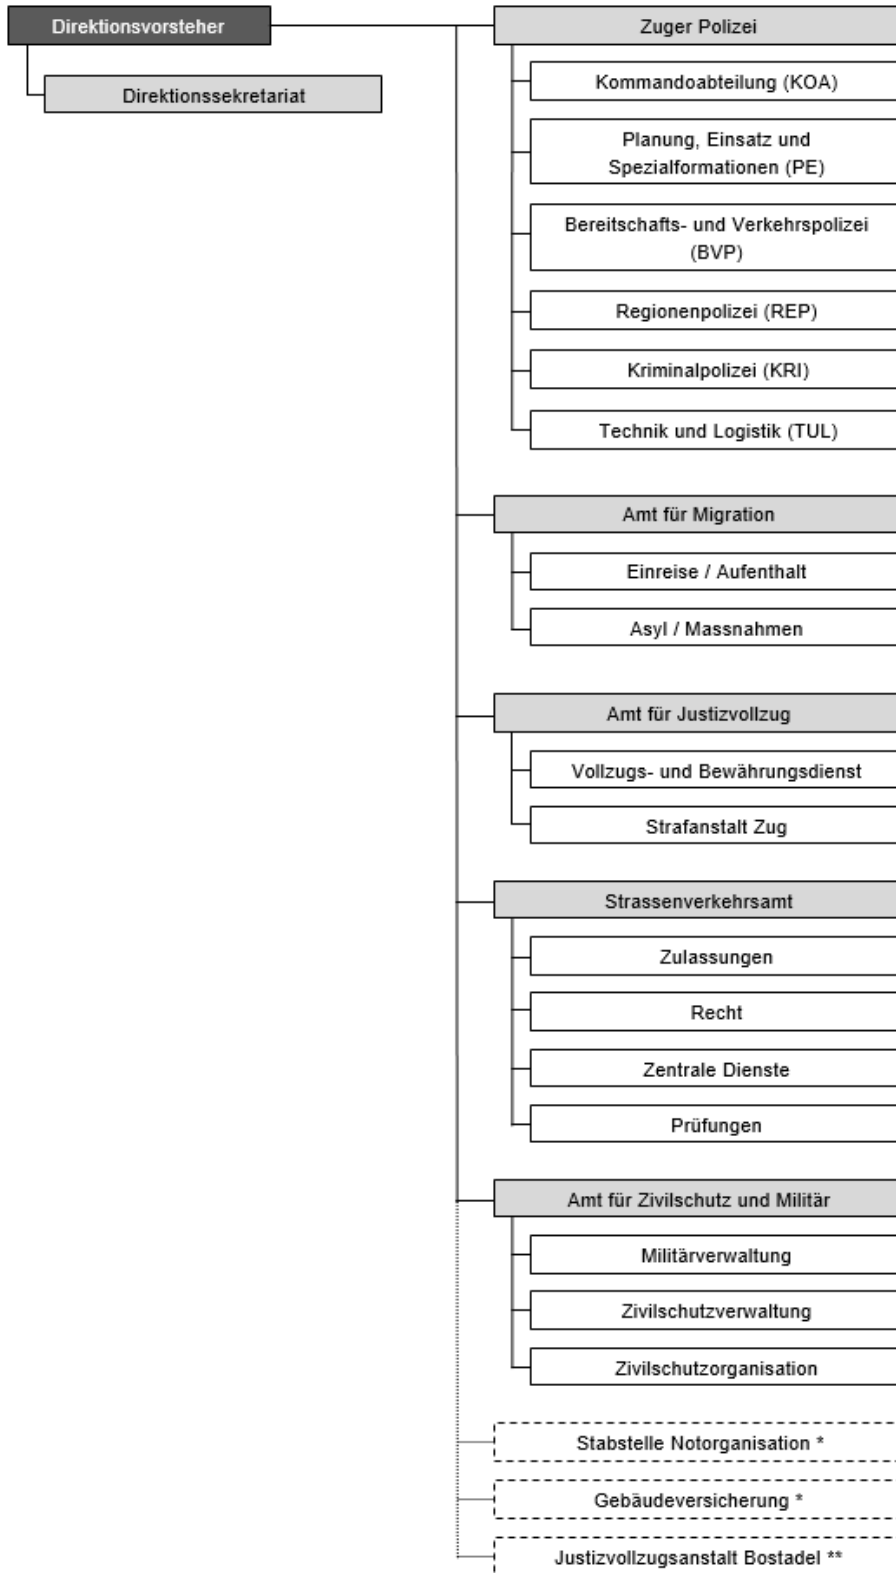 Direktionsvorsteher
Direktionssekretariat
Zuger Polizei
Kommandoabteilung (KOA)
Planung, Einsatz und
Spezialformationen (PE)
Bereitschafts- und Verkehrspolizei
(BVP)
Regionenpolizei (REP)
Kriminalpolizei (KRI)
Technik und Logistik (TUL)
Amt für Migration
Einreise / Aufenthalt
Asyl / Massnahmen
Amt für Justizvollzug
Vollzugs- und Bewährungsdienst
Strafanstalt Zug
Strassenverkehrsamt
Zulassungen
Recht
Zentrale Dienste
Prüfungen
Amt für Zivilschutz und Militär
Militärverwaltung
Zivilschutzverwaltung
Zivilschutzorganisation
Stabstelle Notorganisation *
Gebäudeversicherung *
Justizvollzugsanstalt Bostadel **